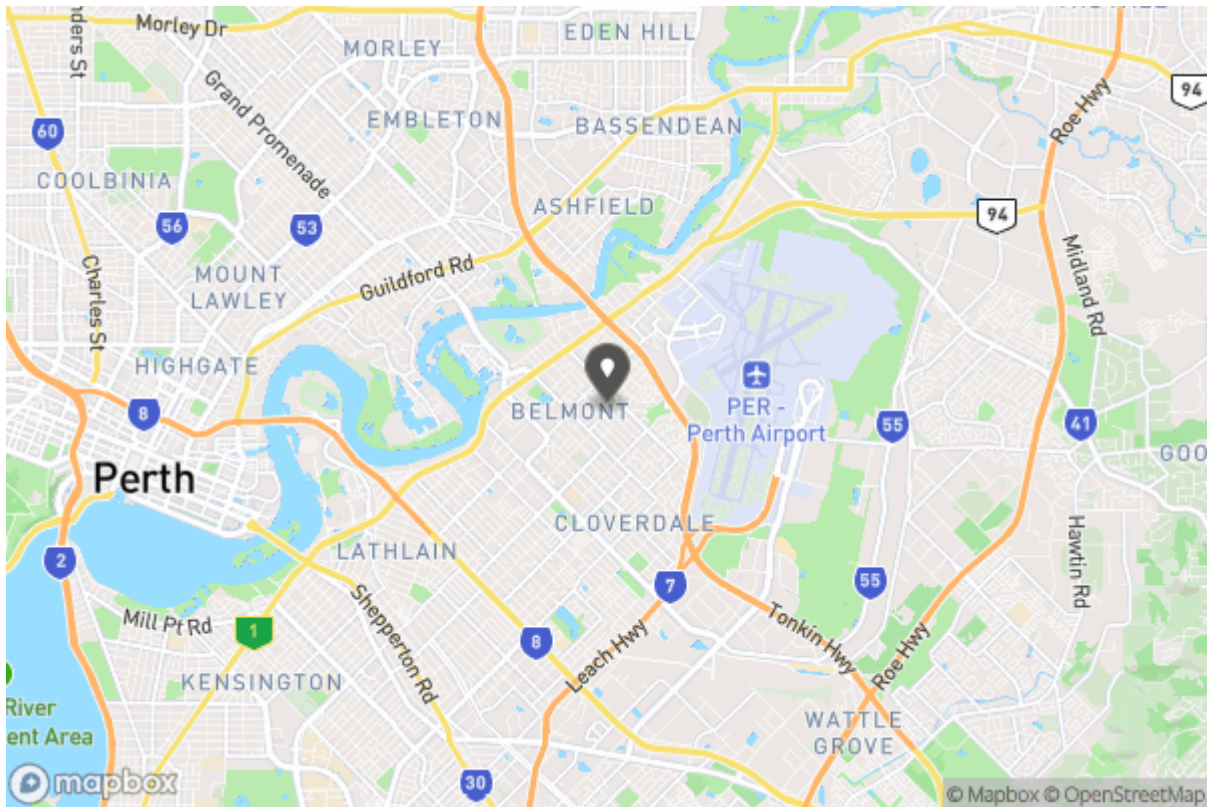 Morley Dr
EDEN HILL
MORLEY
94
Grand Promenade
Roe Hwy
60
EMBLETON
BASSENDEAN
COOLBINIA
ASHFIELD
94
56
53
Charles St
MOUNT
LAWLEY
Guildford Rd
Midland Rd
HIGHGATE
8
BELMONT
PER -
Perth Airport
55
41
GOO
Perth
CLOVERDALE
LATHLAIN
2
7
55
Hawtin Rd
Mill Pt Rd
1
Shepperton Rd
8
Leach Hwy
Tonkin Hwy
Roe Hwy
KENSINGTON
River
ent Area
WATTLE
GROVE
30
mapbox
© Mapbox © OpenStreetMap